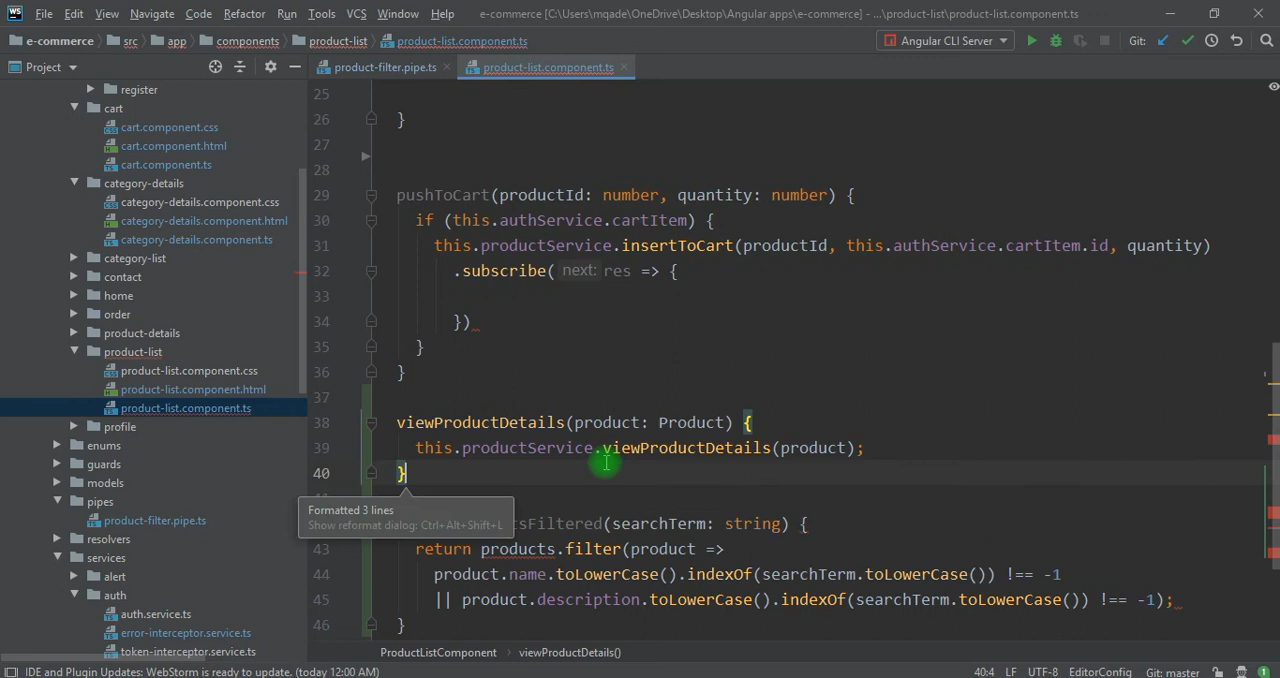 File Edit View Navigate Code Refactor Run Tools VCS Window Help e-commerce [C:\Users\mqade\OneDrive\Desktop\Angular apps\e-commerce] - ...\product-list\product-list.component.ts
e-commerce src app components product-list product-list.component.ts Angular CLI Server Git:
Project product-filter.pipe.ts product-list.component.ts
register
cart
cart.component.css
cart.component.html
cart.component.ts
category-details
category-details.component.css
category-details.component.html
category-details.component.ts
category-list
contact
home
order
product-details
product-list
product-list.component.css
product-list.component.html
product-list.component.ts
profile
enums
guards
models
pipes
product-filter.pipe.ts
resolvers
services
alert
auth
auth.service.ts
error-interceptor.service.ts
token-interceptor.service.ts
25
26 }
27
28
29 pushToCart(productId: number, quantity: number) {
30 if (this.authService.cartItem) {
31 this.productService.insertToCart(productId, this.authService.cartItem.id, quantity)
32 .subscribe( next: res => {
33
34 })
35 }
36 }
37
38 viewProductDetails(product: Product) {
39 this.productService.viewProductDetails(product);
40 }
Formatted 3 lines
Show reformat dialog: Ctrl+Alt+Shift+L
tsFiltered(searchTerm: string) {
43 return products.filter(product =>
44 product.name.toLowerCase().indexOf(searchTerm.toLowerCase()) !== -1
45 || product.description.toLowerCase().indexOf(searchTerm.toLowerCase()) !== -1);
46 }
ProductListComponent › viewProductDetails()
IDE and Plugin Updates: WebStorm is ready to update. (today 12:00 AM) 40:4 LF UTF-8 EditorConfig Git: master 1